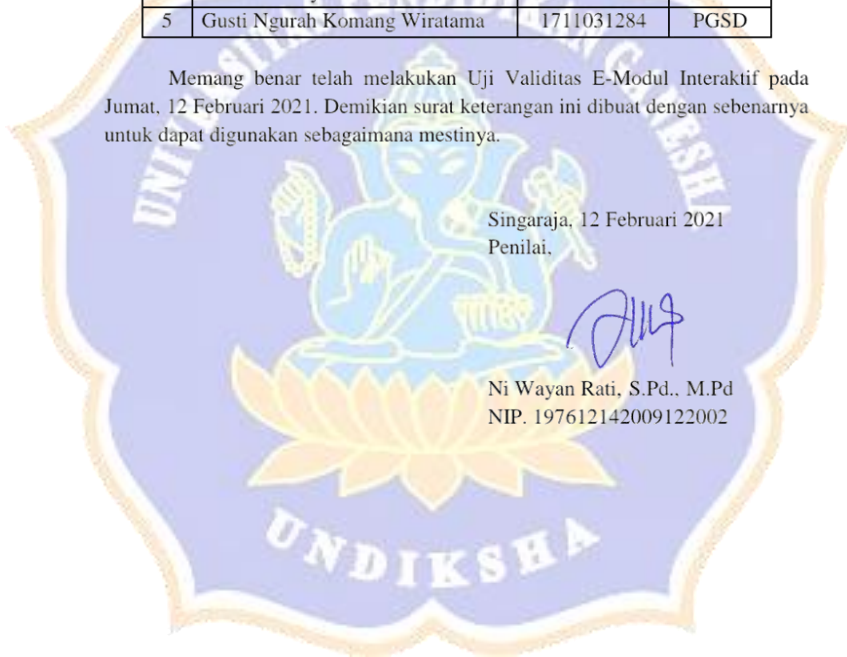 5 Gusti Ngurah Komang Wiratama 1711031284 PGSD
Memang benar telah melakukan Uji Validitas E-Modul Interaktif pada
Jumat, 12 Februari 2021. Demikian surat keterangan ini dibuat dengan sebenarnya
untuk dapat digunakan sebagaimana mestinya.
Singaraja, 12 Februari 2021
Penilai,
Ni Wayan Rati, S.Pd., M.Pd
NIP. 197612142009122002
UNDIKSHA